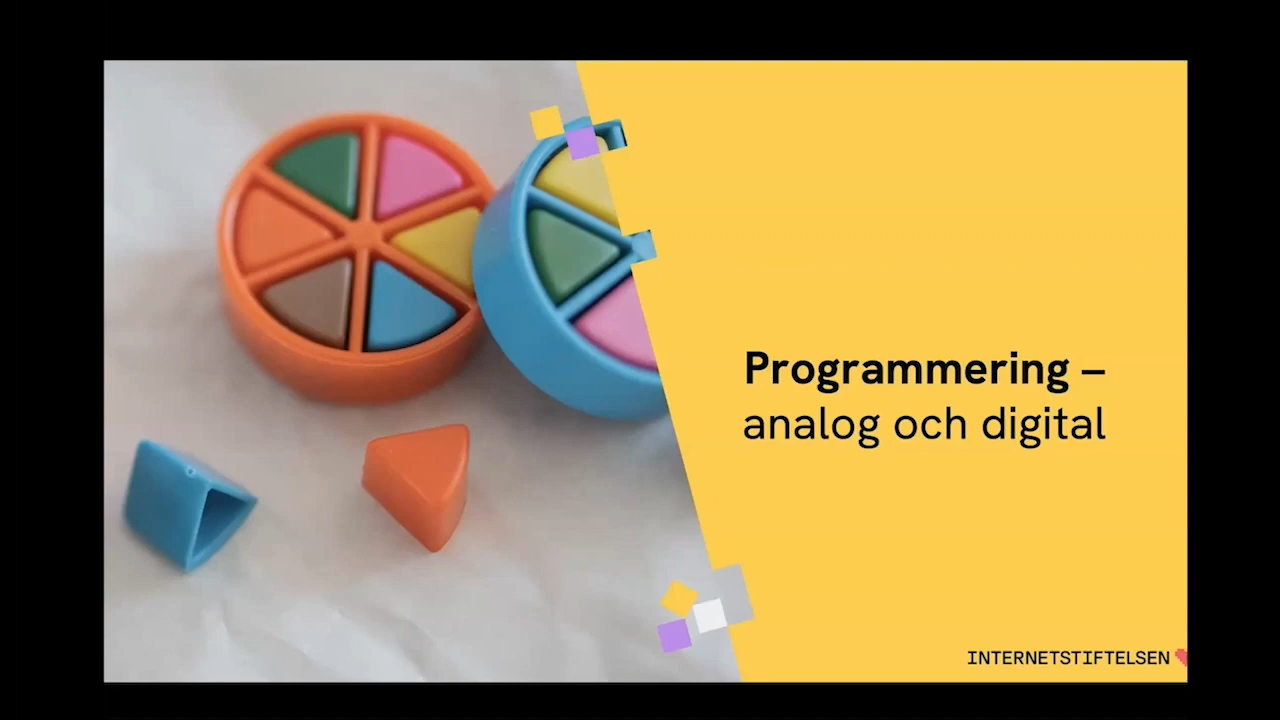 Programmering –
analog och digital
INTERNETSTIFTELSEN